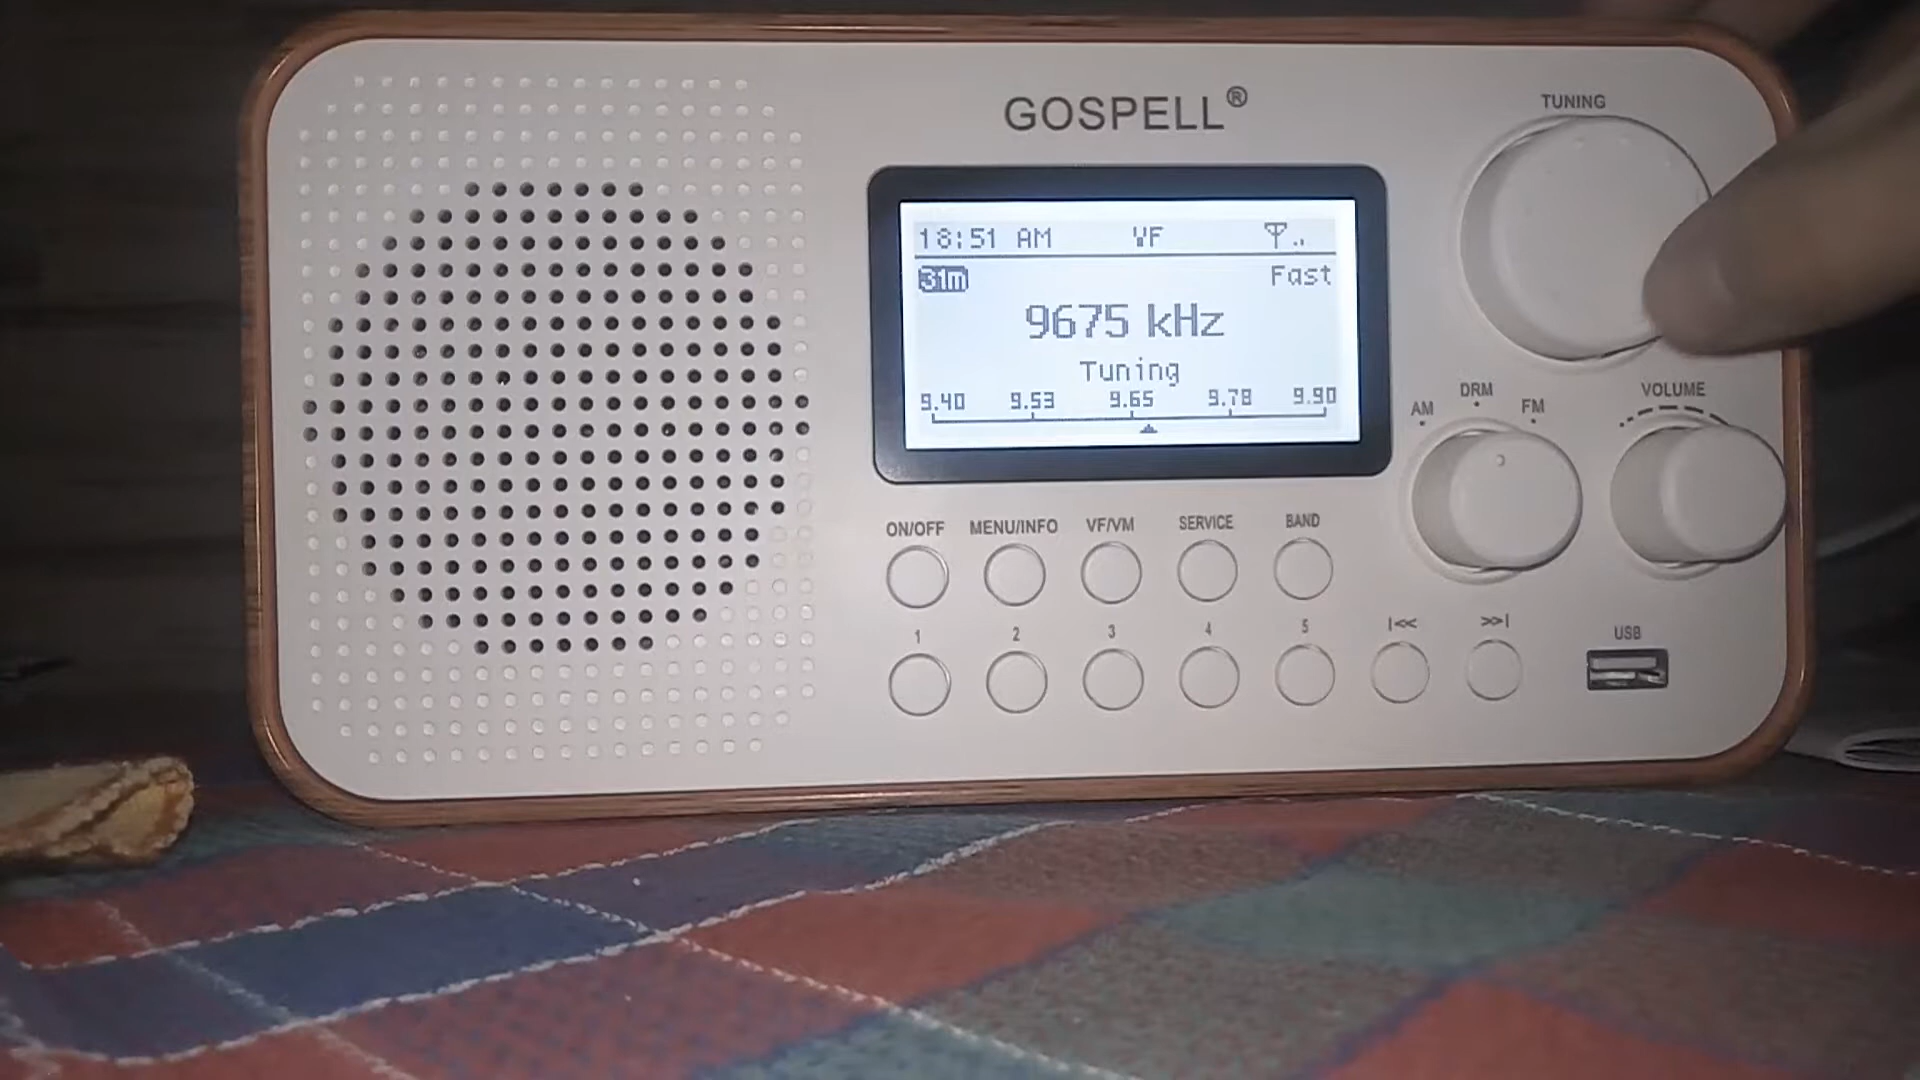 GOSPELL®
TUNING
18:51 AM VF
31m Fast
9675 kHz
Tuning
9.40 9.53 9.65 9.78 9.90
AM DRM FM
VOLUME
ON/OFF MENU/INFO VF/VM SERVICE BAND
1 2 3 4 5 |<< >>|
USB